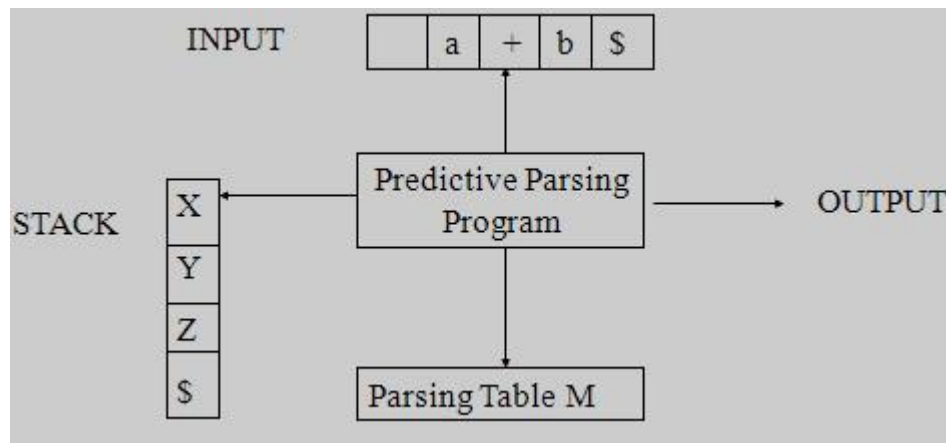 INPUT
a + b $
Predictive Parsing
Program
OUTPUT
STACK
X
Y
Z
$
Parsing Table M